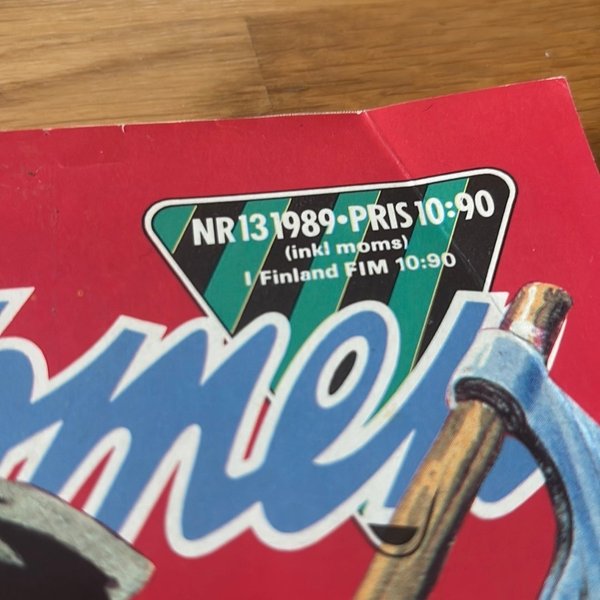 NR 13 1989•PRIS 10:90
(inkl moms)
I Finland FIM 10:90